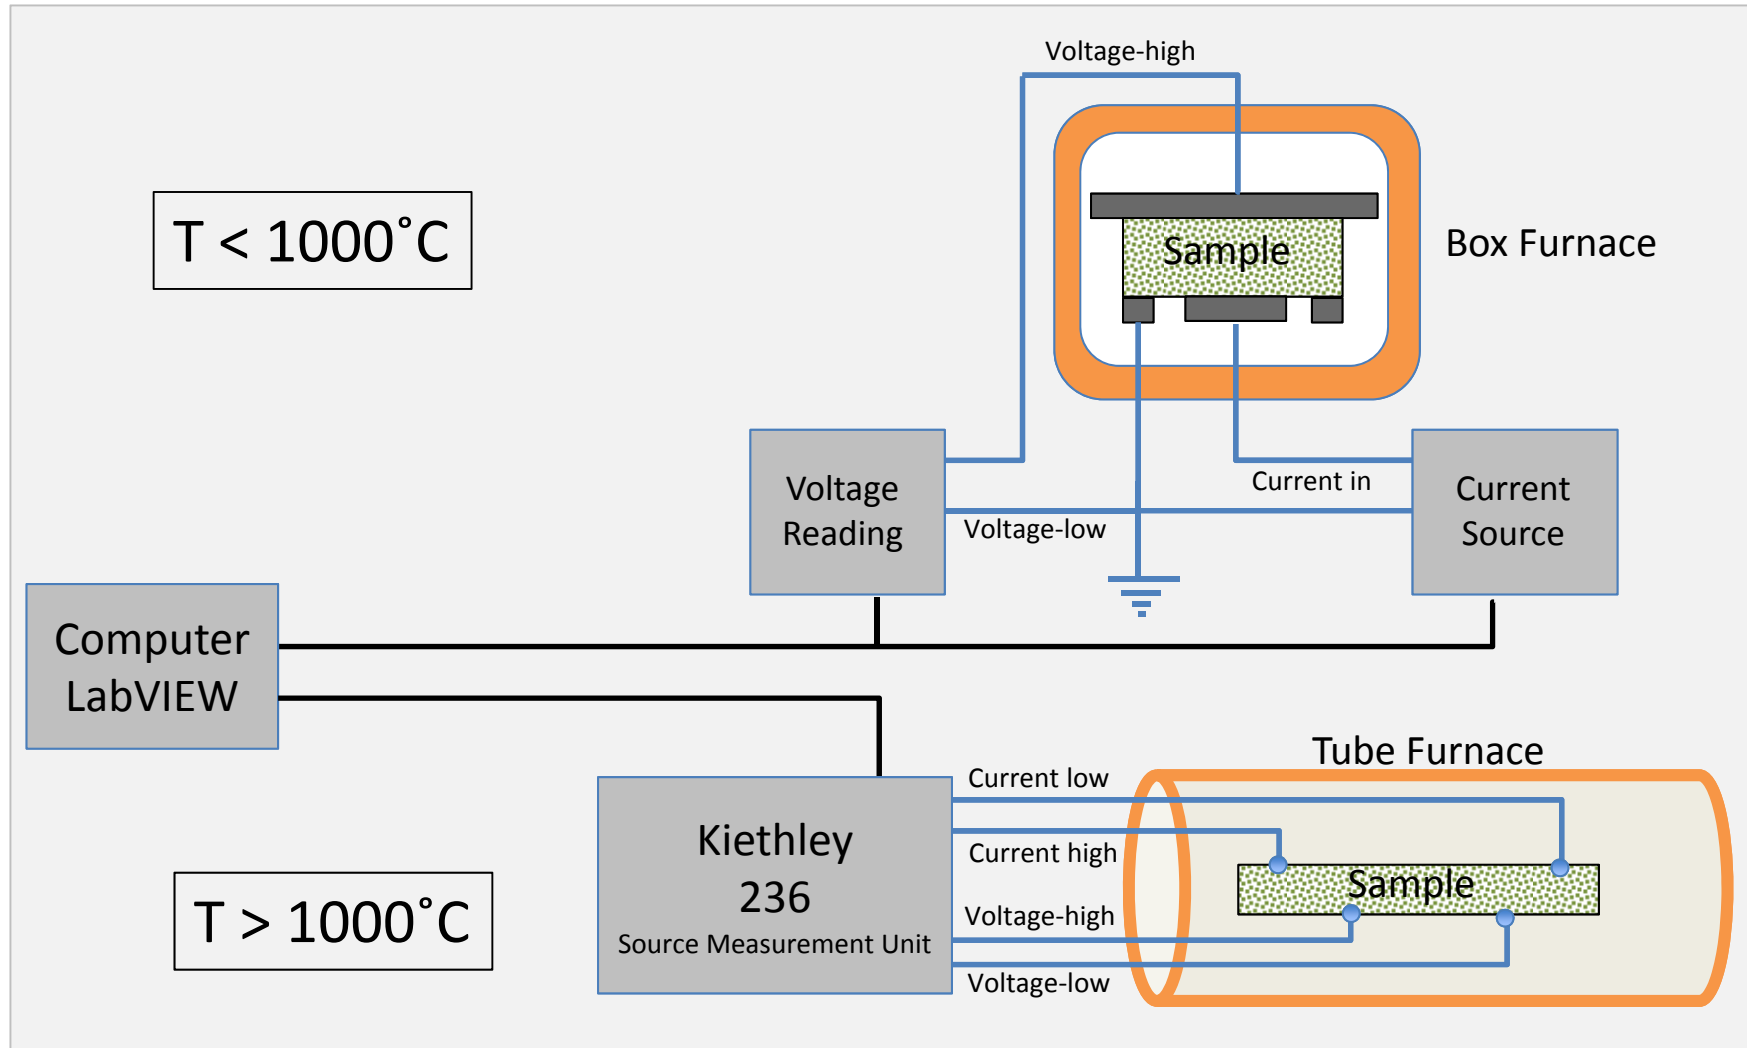 Voltage-high
T < 1000˚C
Sample
Box Furnace
Voltage
Reading
Current in
Current
Source
Voltage-low
Computer
LabVIEW
Tube Furnace
Current low
Kiethley
236
Source Measurement Unit
Current high
Sample
T > 1000˚C
Voltage-high
Voltage-low